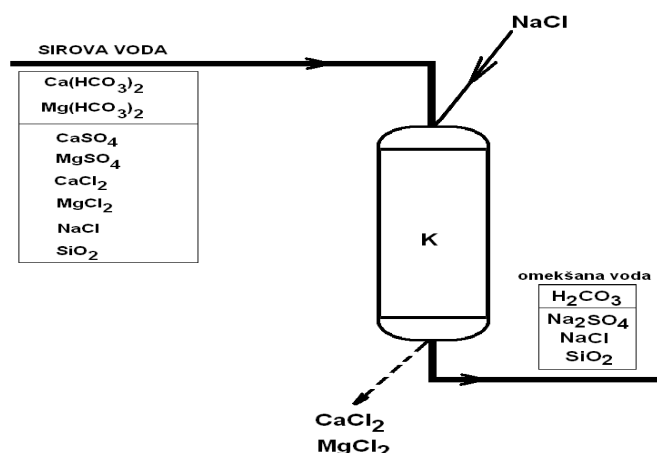 NaCl
SIROVA VODA
Ca(HCO₃)₂
Mg(HCO₃)₂
CaSO₄
MgSO₄
CaCl₂
MgCl₂
NaCl
SiO₂
K
omekšana voda
H₂CO₃
Na₂SO₄
NaCl
SiO₂
CaCl₂
MgCl₂